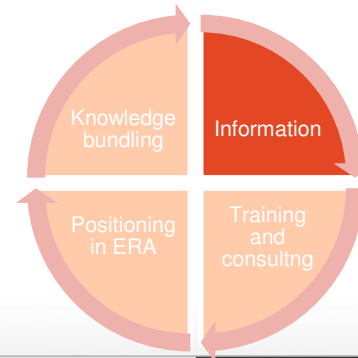 Knowledge
bundling
Information
Positioning
in ERA
Training
and
consultng